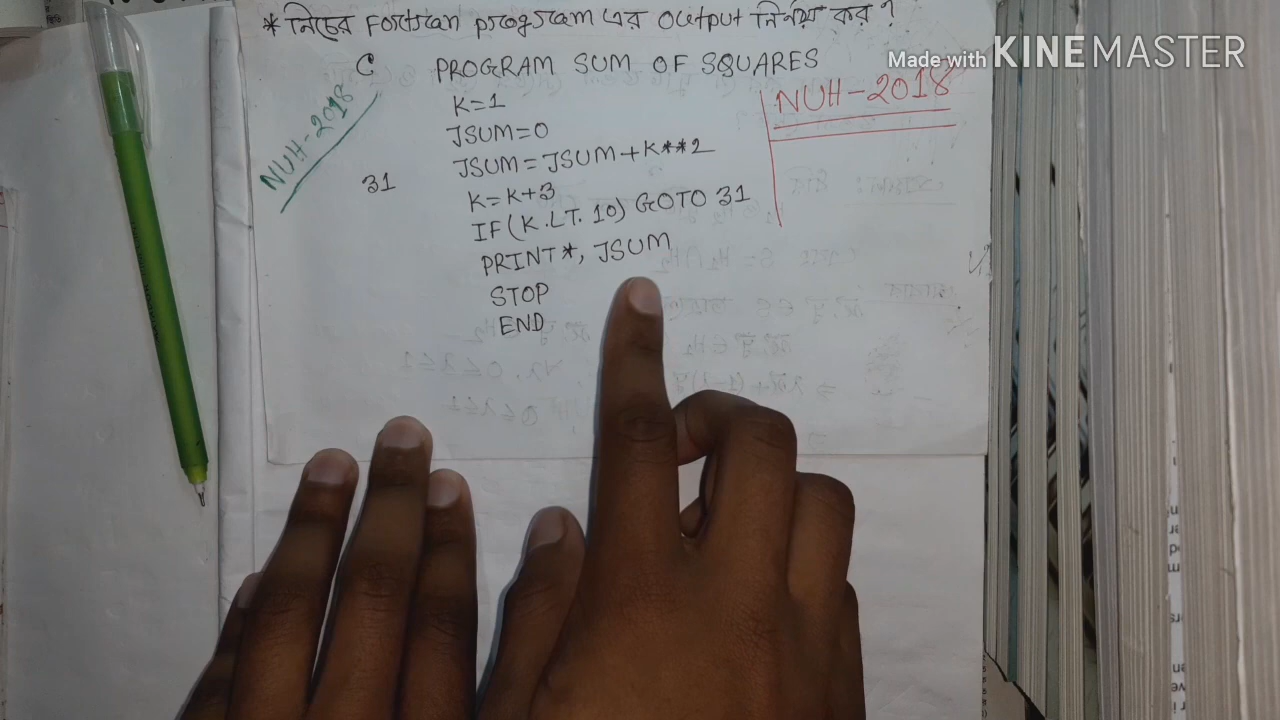 * নিচের Fortran program এর output নির্ণয় কর ?
Made with KINEMASTER
C PROGRAM SUM OF SQUARES
NUH-2018
NUH-2018
K=1
JSUM=0
31 JSUM=JSUM+K**2
K=K+3
IF(K.LT.10) GOTO 31
PRINT*, JSUM
STOP
END